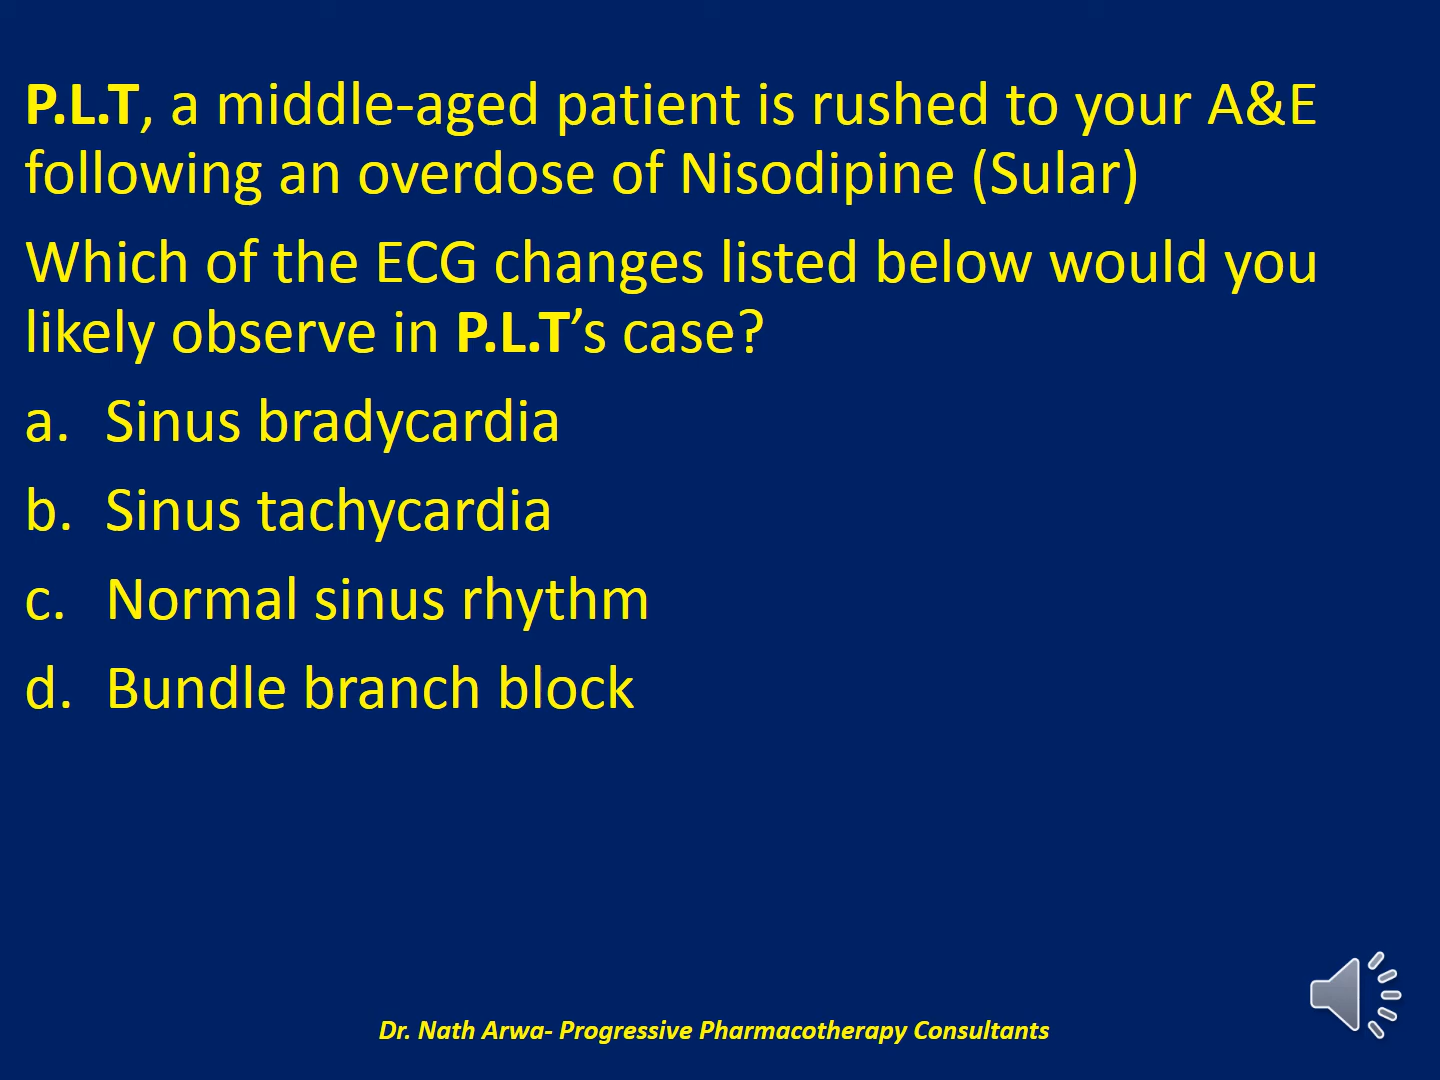 P.L.T, a middle-aged patient is rushed to your A&E
following an overdose of Nisodipine (Sular)
Which of the ECG changes listed below would you
likely observe in P.L.T’s case?
a. Sinus bradycardia
b. Sinus tachycardia
c. Normal sinus rhythm
d. Bundle branch block
Dr. Nath Arwa- Progressive Pharmacotherapy Consultants